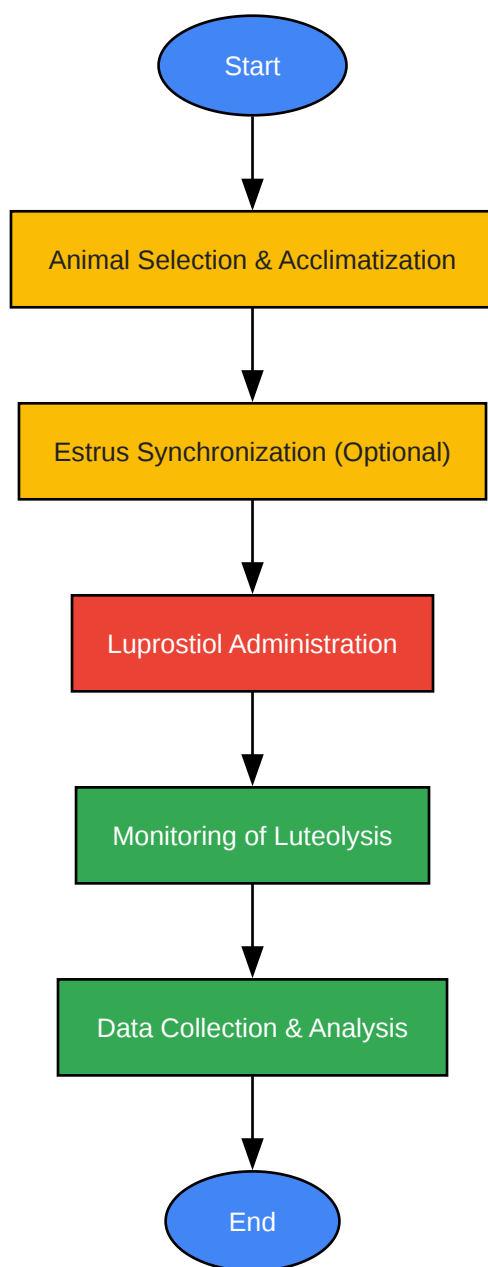 Start
Animal Selection & Acclimatization
Estrus Synchronization (Optional)
Luprostiol Administration
Monitoring of Luteolysis
Data Collection & Analysis
End